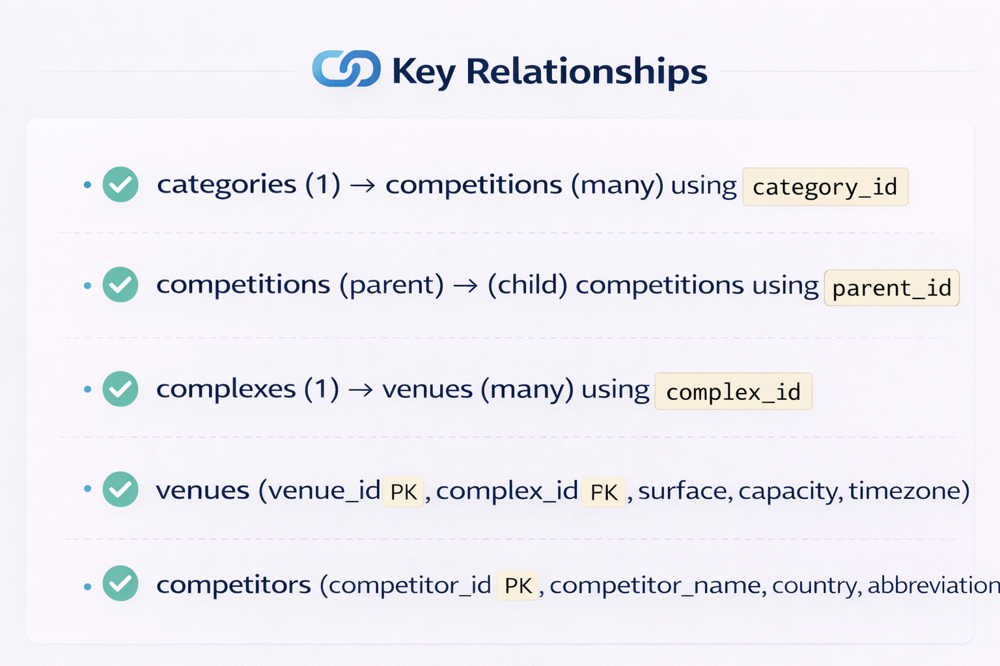 Key Relationships
• categories (1) → competitions (many) using category_id
• competitions (parent) → (child) competitions using parent_id
• complexes (1) → venues (many) using complex_id
• venues (venue_id PK, complex_id PK, surface, capacity, timezone)
• competitors (competitor_id PK, competitor_name, country, abbreviation